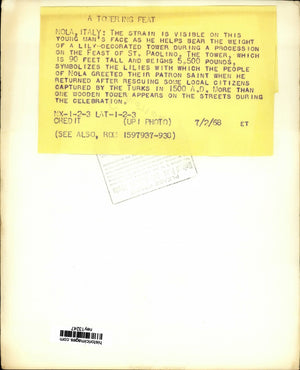 A TOWERING FEAT
NOLA, ITALY: THE STRAIN IS VISIBLE ON THIS
YOUNG MAN'S FACE AS HE HELPS BEAR THE WEIGHT
OF A LILY-DECORATED TOWER DURING A PROCESSION
ON THE FEAST OF ST. PAOLINO. THE TOWER, WHICH
IS 90 FEET TALL AND WEIGHS 5,500 POUNDS,
SYMBOLIZES THE LILIES WITH WHICH THE PEOPLE
OF NOLA GREETED THEIR PATRON SAINT WHEN HE
RETURNED AFTER RESCUING SOME LOCAL CITIZENS
CAPTURED BY THE TURKS IN 1500 A.D. MORE THAN
ONE WOODEN TOWER APPEARS ON THE STREETS DURING
THE CELEBRATION.
NX-1-2-3 LAT-1-2-3
CREDIT (UPI PHOTO) 7/2/68 ET
(SEE ALSO, ROE 1597937-938)
historicimages.com
ney13247